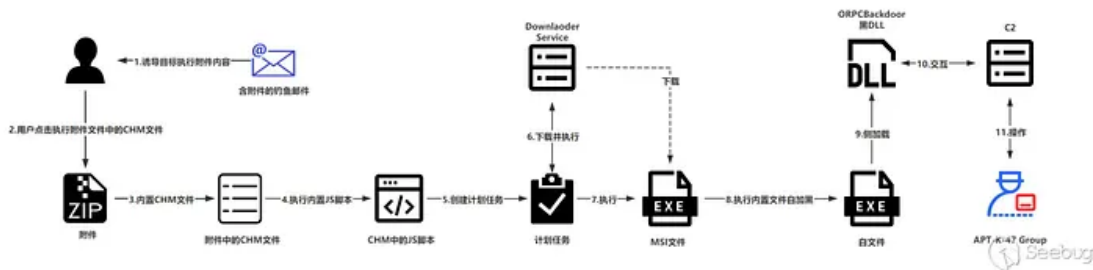 Downlaoder
Service
ORPCBackdoor
黑DLL
C2
@
1.诱导目标执行附件内容
含附件的钓鱼邮件
下载
DLL
10.交互
2.用户点击执行附件文件中的CHM文件
6.下载并执行
9.侧加载
11.操作
ZIP
3.内置CHM文件
4.执行内置JS脚本
</>
5.创建计划任务
7.执行
EXE
8.执行内置文件白加黑
EXE
附件
附件中的CHM文件
CHM中的JS脚本
计划任务
MSI文件
白文件
APT-K-47 Group
Seebug